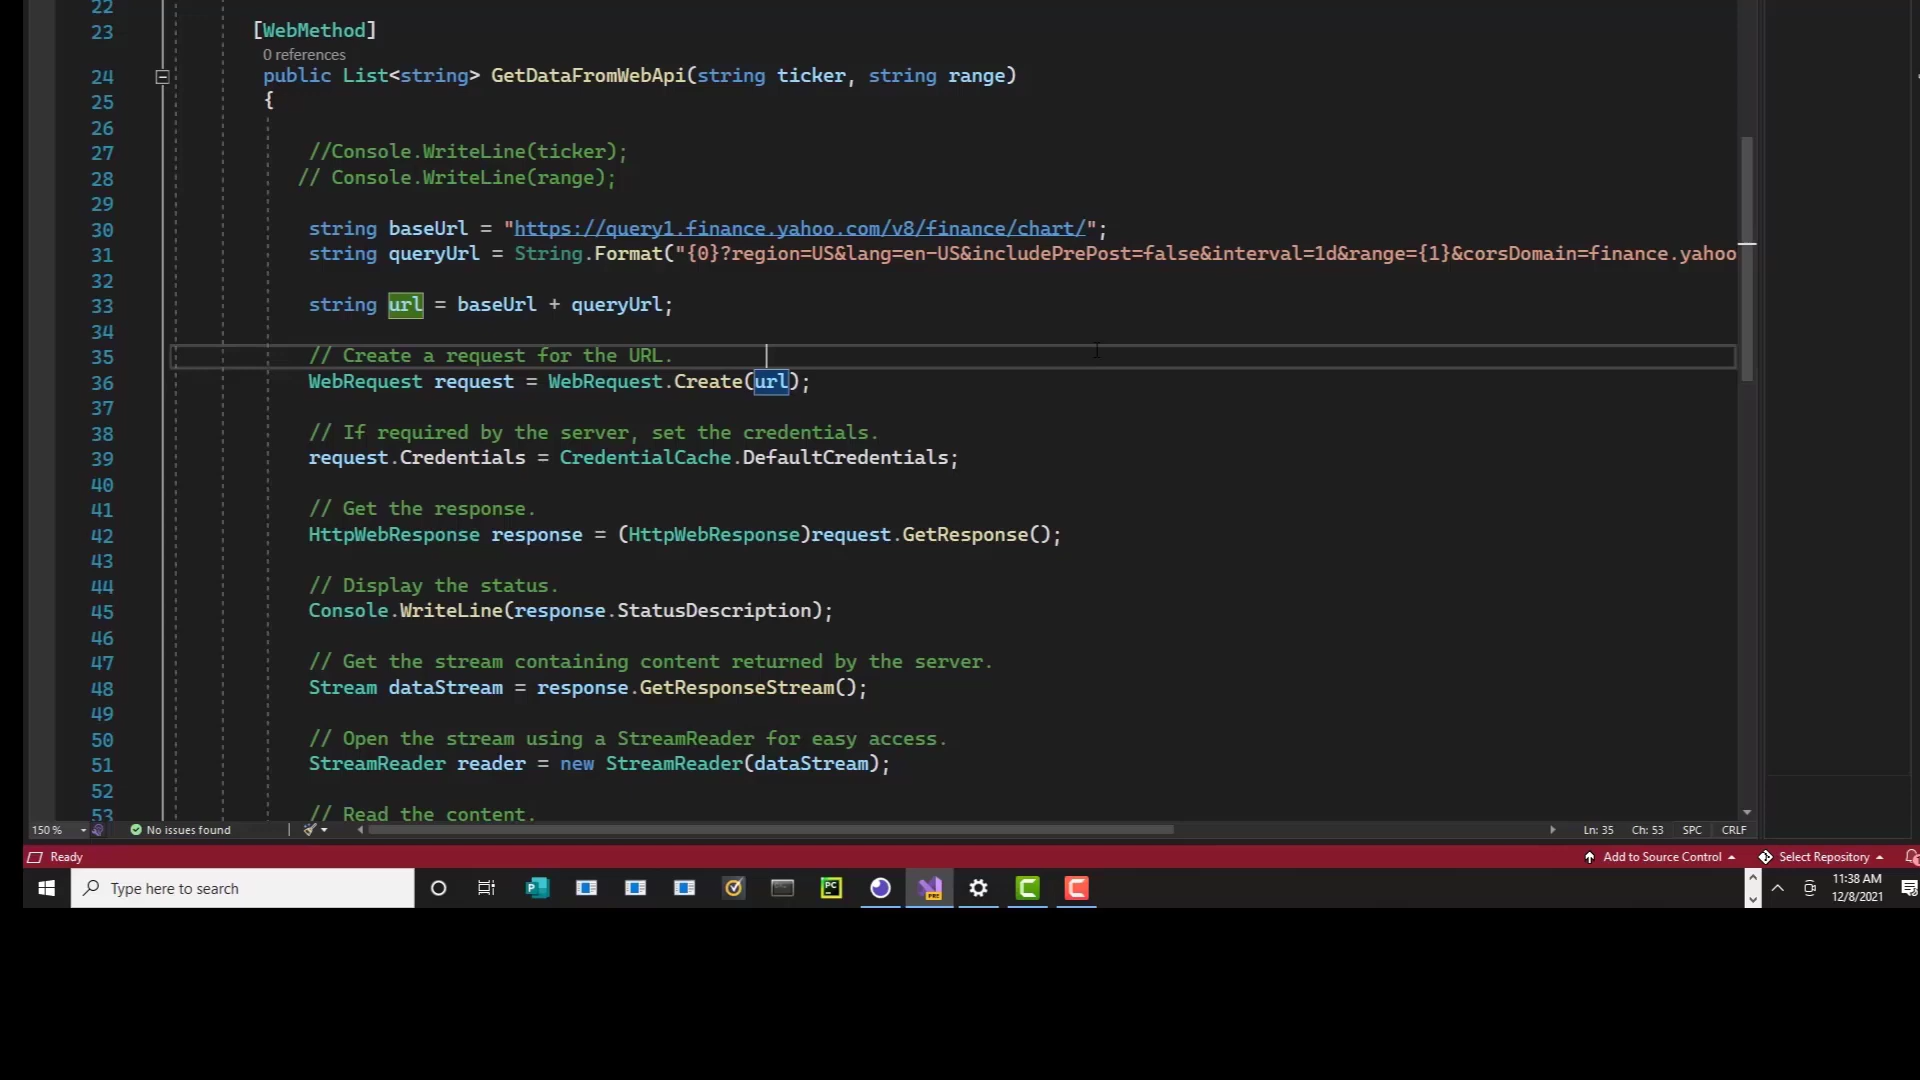 22
23 [WebMethod]
0 references
24 public List<string> GetDataFromWebApi(string ticker, string range)
25 {
26
27 //Console.WriteLine(ticker);
28 // Console.WriteLine(range);
29
30 string baseUrl = "https://query1.finance.yahoo.com/v8/finance/chart/";
31 string queryUrl = String.Format("{0}?region=US&lang=en-US&includePrePost=false&interval=1d&range={1}&corsDomain=finance.yahoo
32
33 string url = baseUrl + queryUrl;
34
35 // Create a request for the URL.
36 WebRequest request = WebRequest.Create(url);
37
38 // If required by the server, set the credentials.
39 request.Credentials = CredentialCache.DefaultCredentials;
40
41 // Get the response.
42 HttpWebResponse response = (HttpWebResponse)request.GetResponse();
43
44 // Display the status.
45 Console.WriteLine(response.StatusDescription);
46
47 // Get the stream containing content returned by the server.
48 Stream dataStream = response.GetResponseStream();
49
50 // Open the stream using a StreamReader for easy access.
51 StreamReader reader = new StreamReader(dataStream);
52
53 // Read the content.
150 % No issues found Ln: 35 Ch: 53 SPC CRLF
Ready Add to Source Control Select Repository
Type here to search
PC
PRE
11:38 AM
12/8/2021